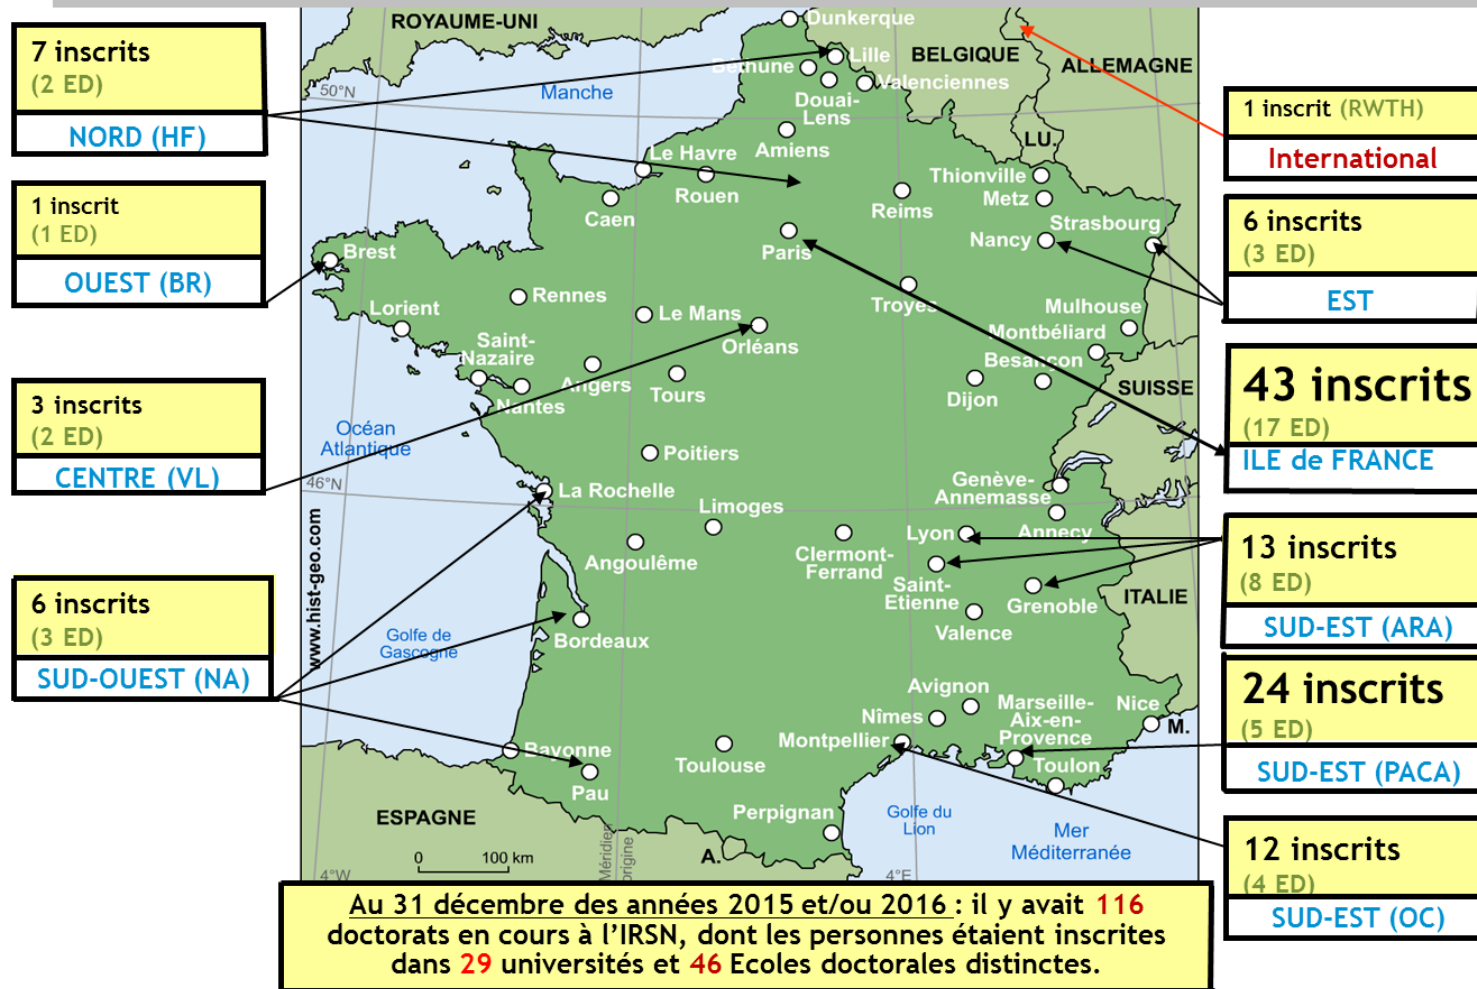 7 inscrits
(2 ED)
NORD (HF)
1 inscrit
(1 ED)
OUEST (BR)
3 inscrits
(2 ED)
CENTRE (VL)
6 inscrits
(3 ED)
SUD-OUEST (NA)
ROYAUME-UNI
Dunkerque
Lille
BELGIQUE
ALLEMAGNE
Béthune
Valenciennes
50°N
Manche
Douai-
Lens
LU.
Le Havre
Amiens
Thionville
Rouen
Metz
Caen
Reims
Strasbourg
Paris
Nancy
Brest
Rennes
Troyes
Mulhouse
Lorient
Le Mans
Montbéliard
Orléans
Saint-
Nazaire
Besançon
Angers
Tours
Dijon
SUISSE
Nantes
Océan
Atlantique
Poitiers
46°N
La Rochelle
Genève-
Annemasse
Limoges
Lyon
Annecy
Angoulême
Clermont-
Ferrand
Saint-
Etienne
Grenoble
ITALIE
Valence
www.hist-geo.com
Golfe de
Gascogne
Bordeaux
Avignon
Marseille-
Aix-en-
Provence
Nice
Nîmes
M.
Montpellier
Bayonne
Toulouse
Toulon
Pau
Perpignan
ESPAGNE
Golfe du
Lion
Mer
Méditerranée
A.
0 100 km
Méridien
origine
4°W
4°E
1 inscrit (RWTH)
International
6 inscrits
(3 ED)
EST
43 inscrits
(17 ED)
ILE de FRANCE
13 inscrits
(8 ED)
SUD-EST (ARA)
24 inscrits
(5 ED)
SUD-EST (PACA)
12 inscrits
(4 ED)
SUD-EST (OC)
Au 31 décembre des années 2015 et/ou 2016 : il y avait 116
doctorats en cours à l'IRSN, dont les personnes étaient inscrites
dans 29 universités et 46 Ecoles doctorales distinctes.